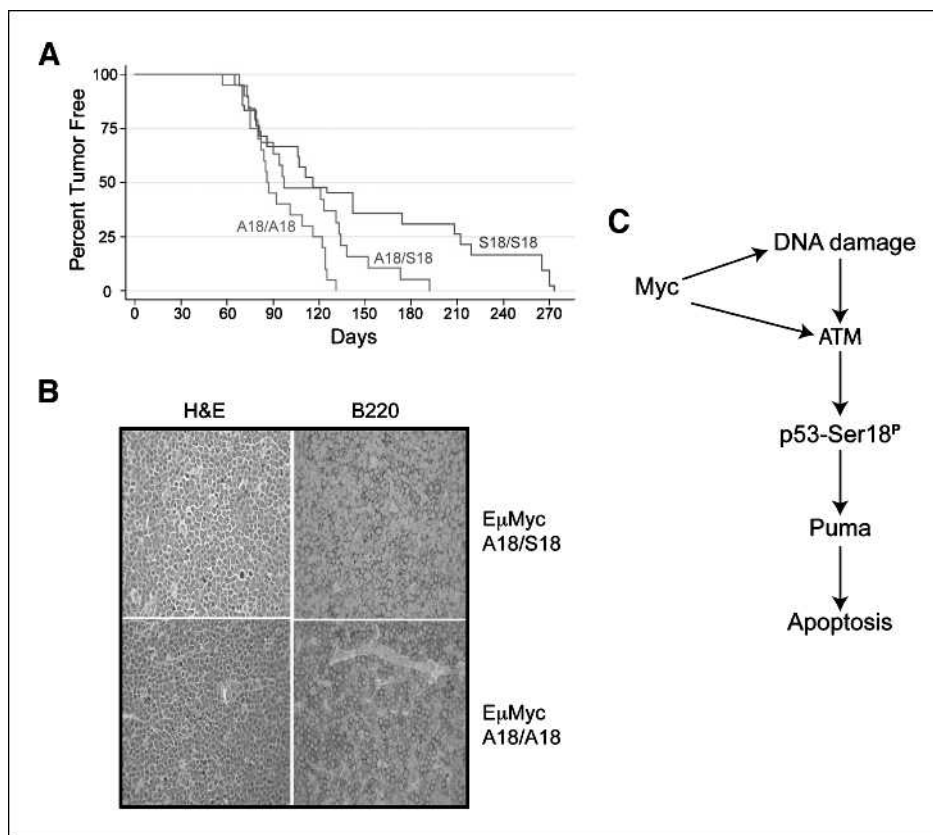 A
Percent Tumor Free
100
75
50
25
0
A18/A18
A18/S18
S18/S18
0 30 60 90 120 150 180 210 240 270
Days
B
H&E B220
EμMyc
A18/S18
EμMyc
A18/A18
C
DNA damage
Myc
ATM
p53-Ser18ᴾ
Puma
Apoptosis